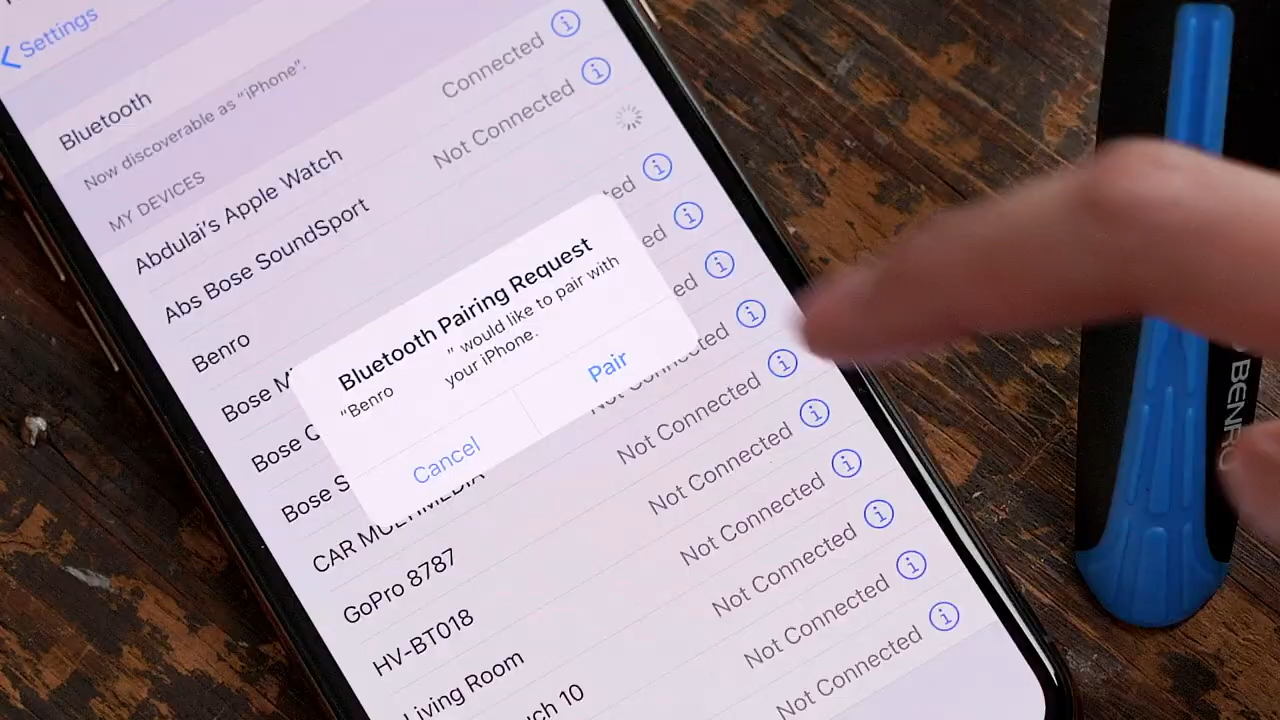 Settings
Bluetooth
Now discoverable as “iPhone”.
MY DEVICES
Abdulai’s Apple Watch Connected
Abs Bose SoundSport Not Connected
Benro
Bose
Bose
Bose S
CAR MULTIMEDIA Not Connected
GoPro 8787 Not Connected
HV-BT018 Not Connected
Living Room Not Connected
ch 10 Not Connected
Not Connected
Not Connected
Bluetooth Pairing Request
“Benro ” would like to pair with
your iPhone.
Cancel Pair
BENRO